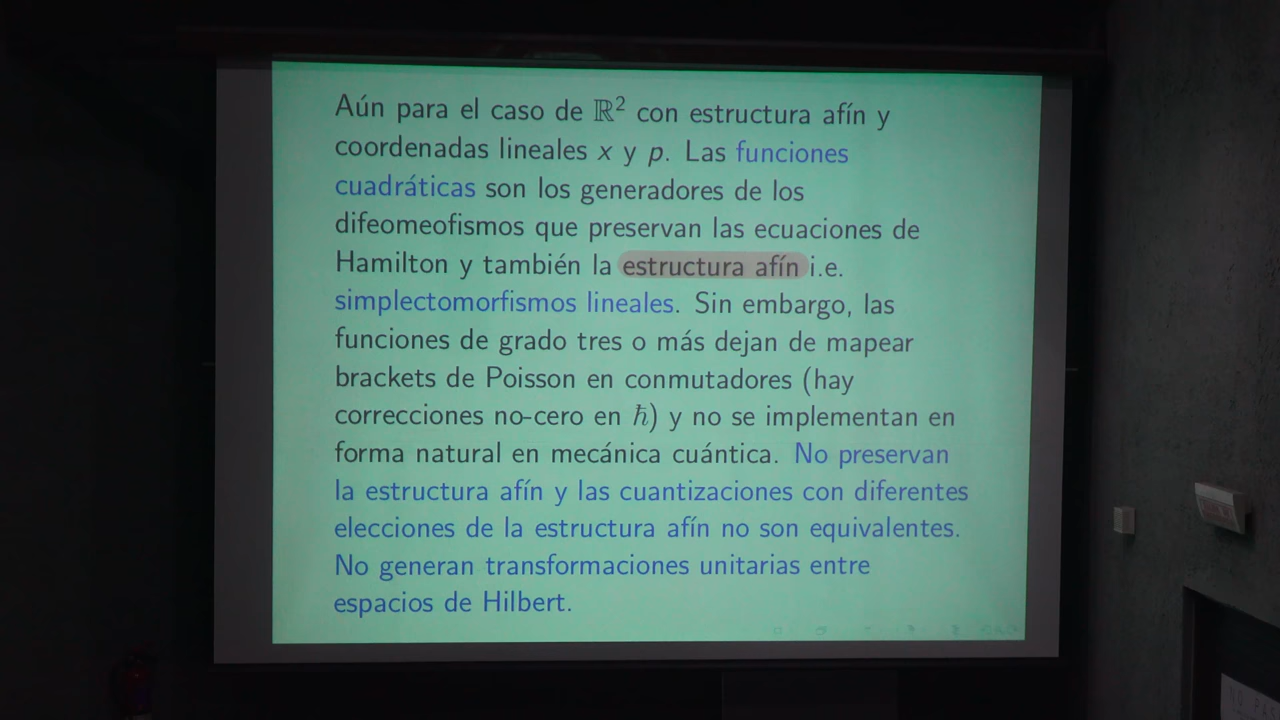 Aún para el caso de ℝ² con estructura afín y
coordenadas lineales x y p. Las funciones
cuadráticas son los generadores de los
difeomeofismos que preservan las ecuaciones de
Hamilton y también la estructura afín i.e.
simplectomorfismos lineales. Sin embargo, las
funciones de grado tres o más dejan de mapear
brackets de Poisson en conmutadores (hay
correcciones no-cero en ℏ) y no se implementan en
forma natural en mecánica cuántica. No preservan
la estructura afín y las cuantizaciones con diferentes
elecciones de la estructura afín no son equivalentes.
No generan transformaciones unitarias entre
espacios de Hilbert.